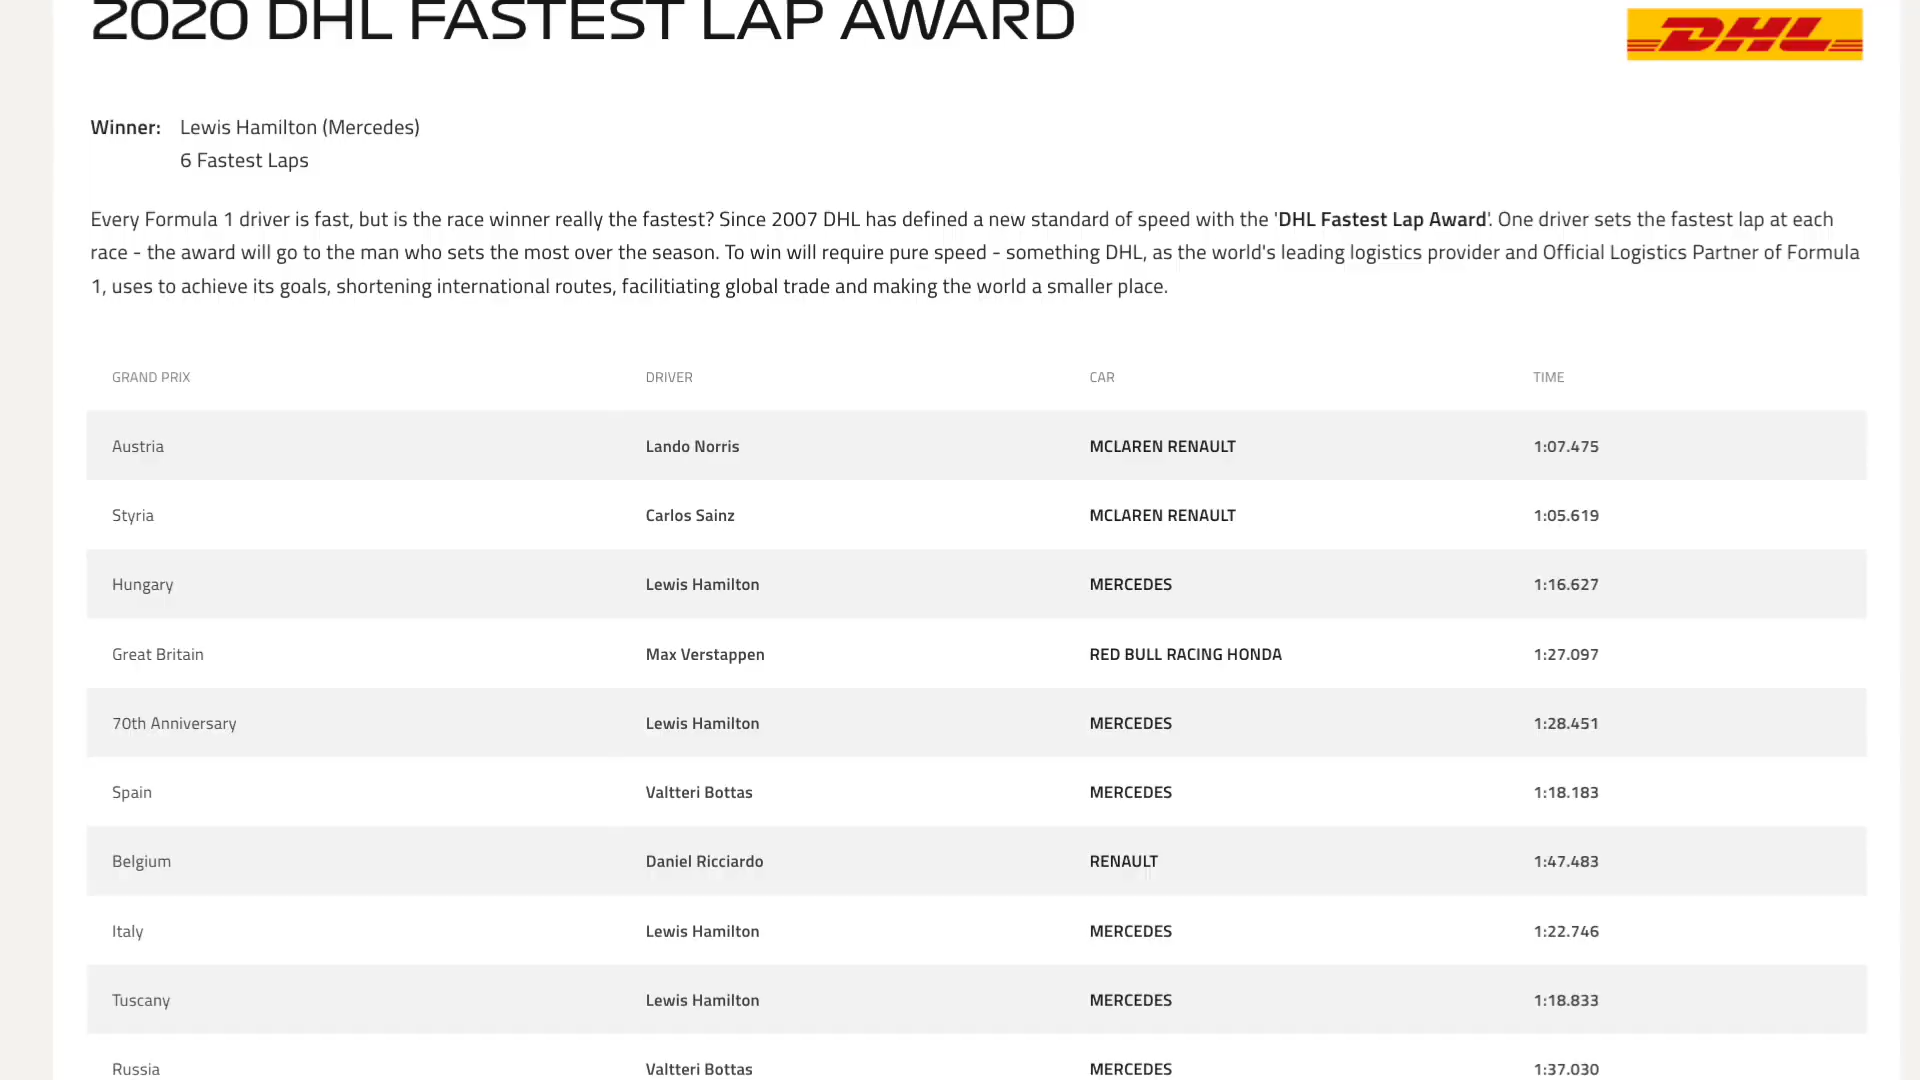 2020 DHL FASTEST LAP AWARD
DHL
Winner: Lewis Hamilton (Mercedes)
6 Fastest Laps
Every Formula 1 driver is fast, but is the race winner really the fastest? Since 2007 DHL has defined a new standard of speed with the 'DHL Fastest Lap Award'. One driver sets the fastest lap at each
race - the award will go to the man who sets the most over the season. To win will require pure speed - something DHL, as the world's leading logistics provider and Official Logistics Partner of Formula
1, uses to achieve its goals, shortening international routes, facilitiating global trade and making the world a smaller place.
GRAND PRIX DRIVER CAR TIME
Austria Lando Norris MCLAREN RENAULT 1:07.475
Styria Carlos Sainz MCLAREN RENAULT 1:05.619
Hungary Lewis Hamilton MERCEDES 1:16.627
Great Britain Max Verstappen RED BULL RACING HONDA 1:27.097
70th Anniversary Lewis Hamilton MERCEDES 1:28.451
Spain Valtteri Bottas MERCEDES 1:18.183
Belgium Daniel Ricciardo RENAULT 1:47.483
Italy Lewis Hamilton MERCEDES 1:22.746
Tuscany Lewis Hamilton MERCEDES 1:18.833
Russia Valtteri Bottas MERCEDES 1:37.030